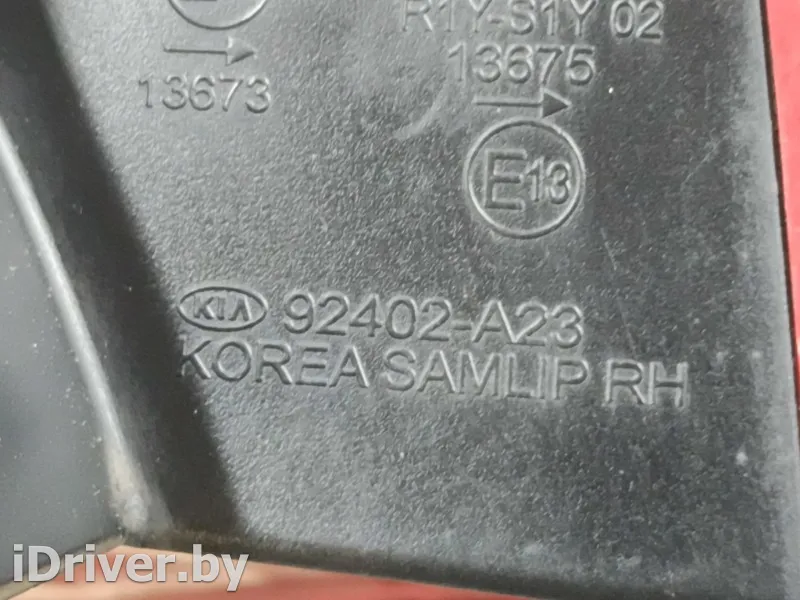 R1Y-S1Y 02
13673
13675
E13
KIA 92402-A23
KOREA SAMLIP RH
iDriver.by